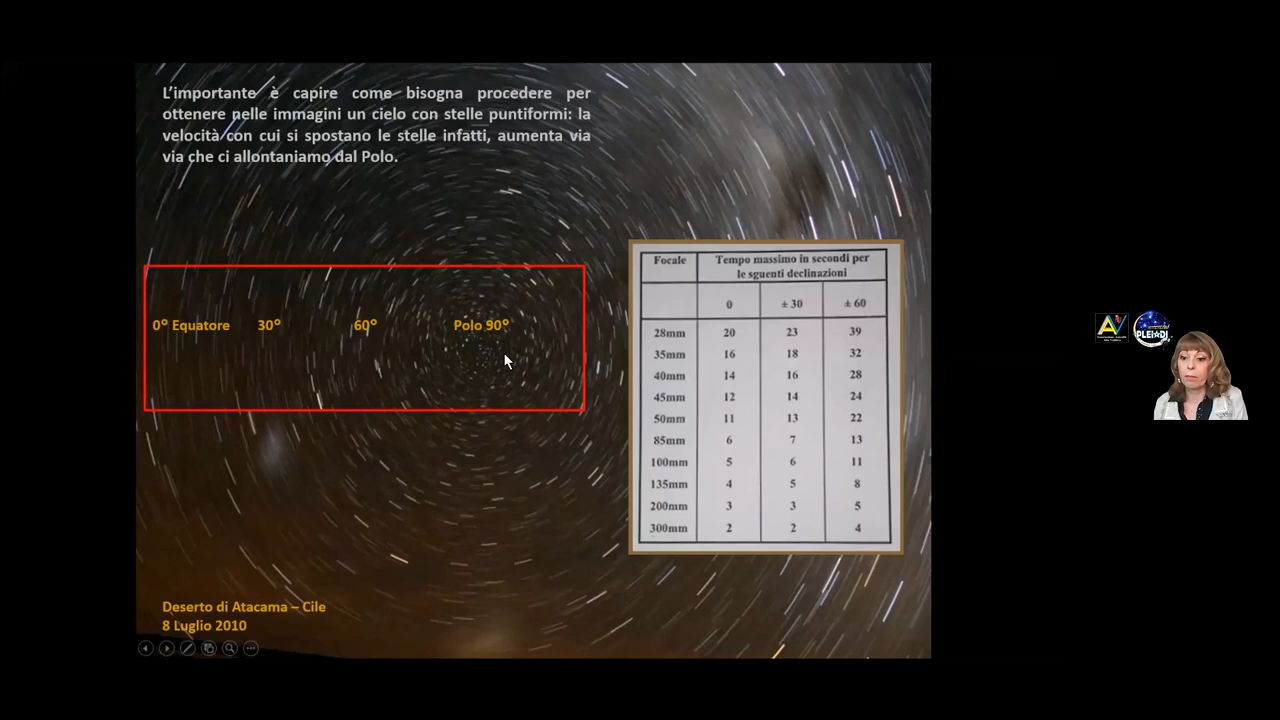 L'importante è capire come bisogna procedere per
ottenere nelle immagini un cielo con stelle puntiformi: la
velocità con cui si spostano le stelle infatti, aumenta via
via che ci allontaniamo dal Polo.
0° Equatore 30° 60° Polo 90°
Focale Tempo massimo in secondi per
le sguenti declinazioni
0 ± 30 ± 60
28mm 20 23 39
35mm 16 18 32
40mm 14 16 28
45mm 12 14 24
50mm 11 13 22
85mm 6 7 13
100mm 5 6 11
135mm 4 5 8
200mm 3 3 5
300mm 2 2 4
Deserto di Atacama – Cile
8 Luglio 2010
AV
PLEIADI